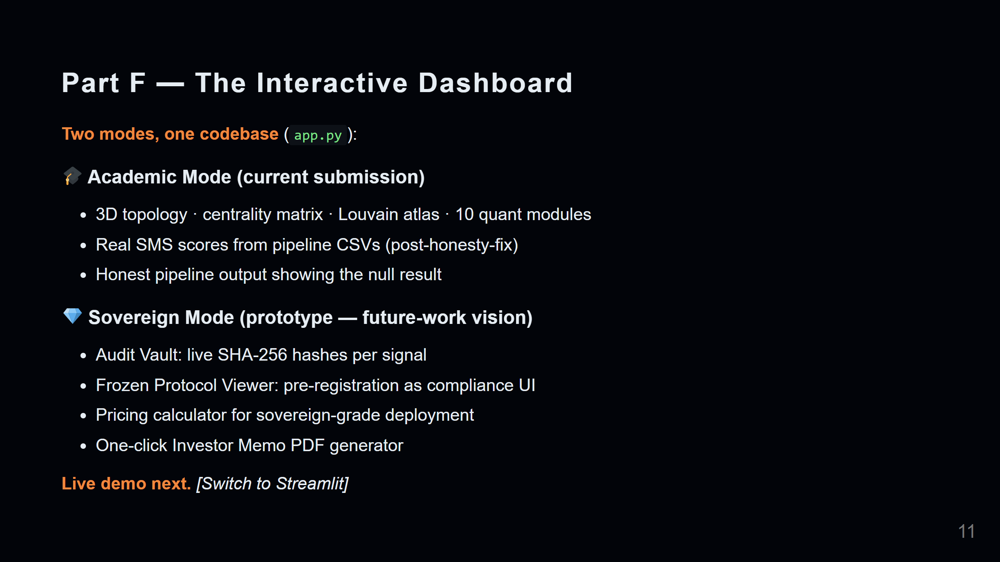 Part F — The Interactive Dashboard
Two modes, one codebase (app.py):
🎓 Academic Mode (current submission)
• 3D topology · centrality matrix · Louvain atlas · 10 quant modules
• Real SMS scores from pipeline CSVs (post-honesty-fix)
• Honest pipeline output showing the null result
💎 Sovereign Mode (prototype — future-work vision)
• Audit Vault: live SHA-256 hashes per signal
• Frozen Protocol Viewer: pre-registration as compliance UI
• Pricing calculator for sovereign-grade deployment
• One-click Investor Memo PDF generator
Live demo next. [Switch to Streamlit]
11